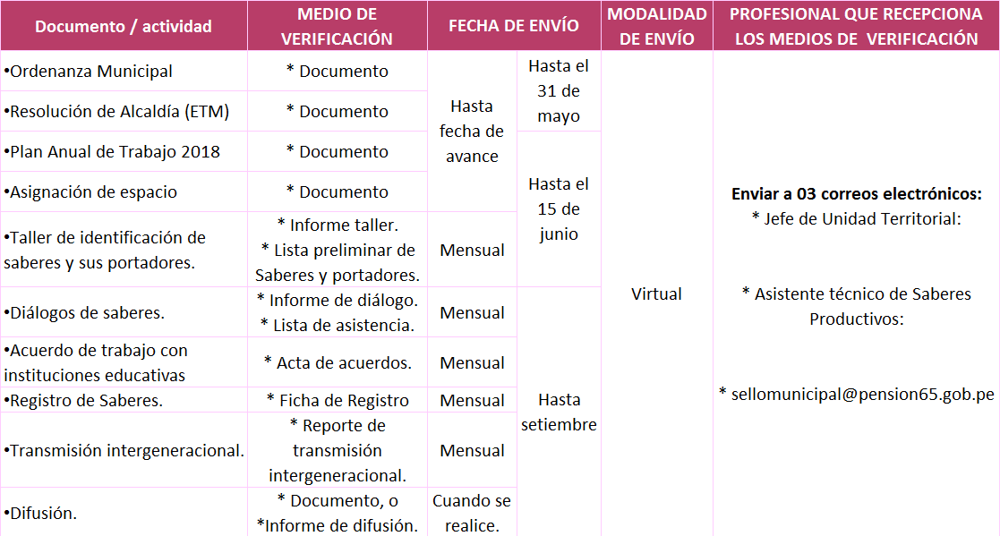 Documento / actividad
MEDIO DE
VERIFICACIÓN
FECHA DE ENVÍO
MODALIDAD
DE ENVÍO
PROFESIONAL QUE RECEPCIONA
LOS MEDIOS DE VERIFICACIÓN
•Ordenanza Municipal
* Documento
Hasta
fecha de
avance
Hasta el
31 de
mayo
Virtual
Enviar a 03 correos electrónicos:
* Jefe de Unidad Territorial:
* Asistente técnico de Saberes
Productivos:
* sellomunicipal@pension65.gob.pe
•Resolución de Alcaldía (ETM)
* Documento
•Plan Anual de Trabajo 2018
* Documento
Hasta el
15 de
junio
•Asignación de espacio
* Documento
•Taller de identificación de
saberes y sus portadores.
* Informe taller.
* Lista preliminar de
Saberes y portadores.
Mensual
•Diálogos de saberes.
* Informe de diálogo.
* Lista de asistencia.
Mensual
Hasta
setiembre
•Acuerdo de trabajo con
instituciones educativas
* Acta de acuerdos.
Mensual
•Registro de Saberes.
* Ficha de Registro
Mensual
•Transmisión intergeneracional.
* Reporte de
transmisión
intergeneracional.
Mensual
•Difusión.
* Documento, o
*Informe de difusión.
Cuando se
realice.